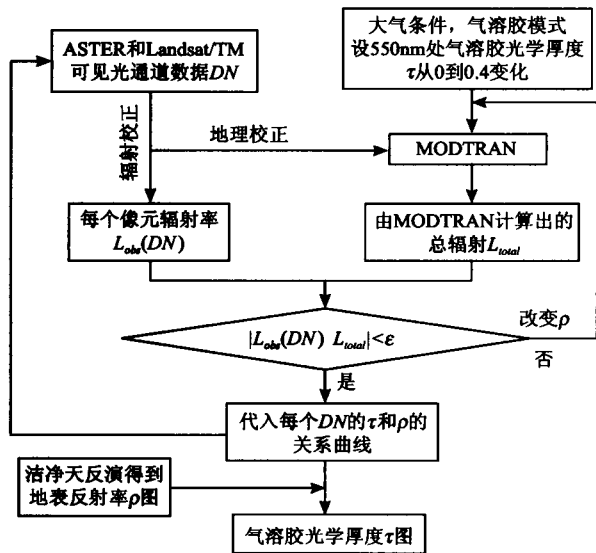 ASTER和Landsat/TM
可见光通道数据DN
大气条件，气溶胶模式
设550nm处气溶胶光学厚度
τ从0到0.4变化
辐射校正
地理校正
MODTRAN
每个像元辐射率
L_obs(DN)
由MODTRAN计算出的
总辐射L_total
|L_obs(DN) L_total|<ε
改变ρ
否
是
代入每个DN的τ和ρ的
关系曲线
洁净天反演得到
地表反射率ρ图
气溶胶光学厚度τ图